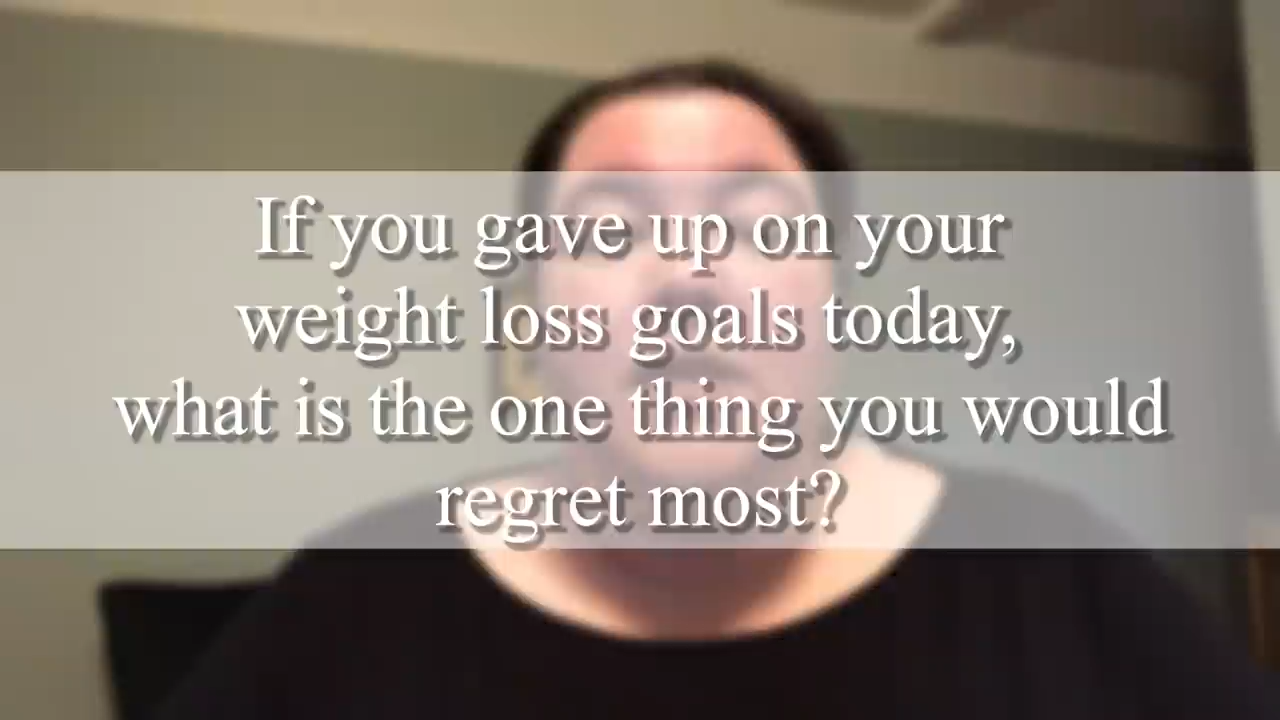 If you gave up on your
weight loss goals today,
what is the one thing you would
regret most?